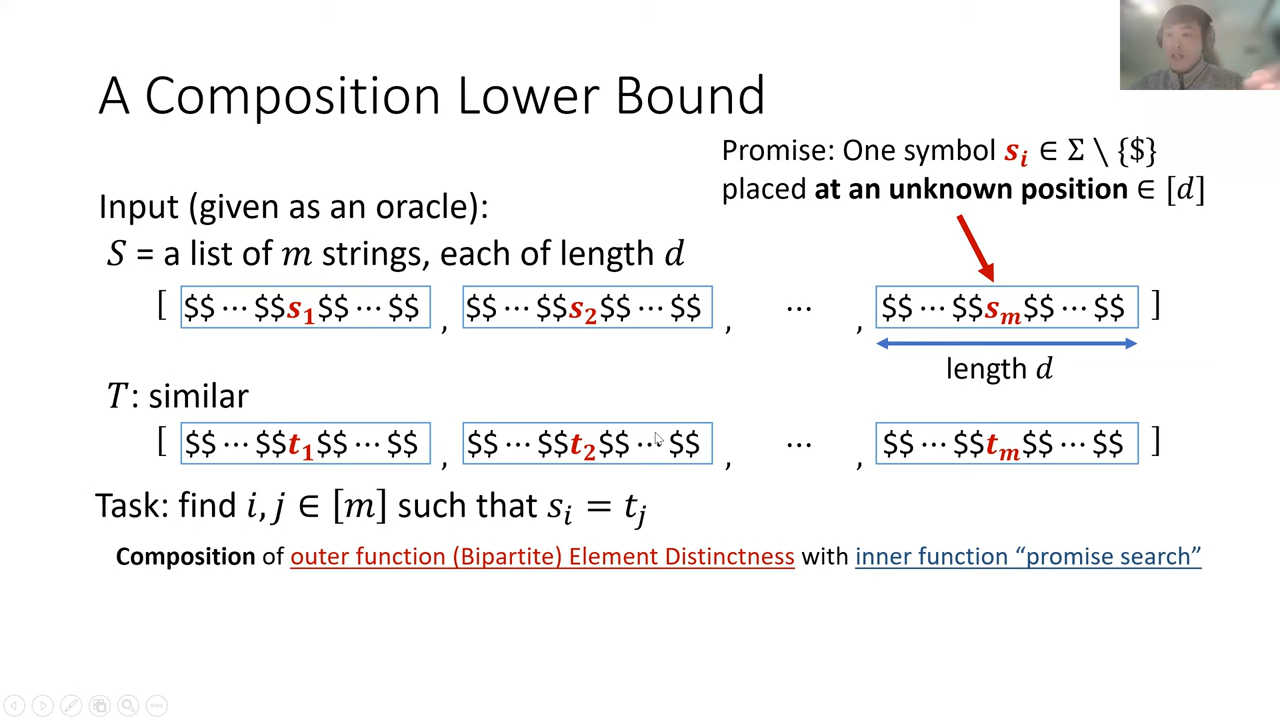 A Composition Lower Bound
Promise: One symbol s_i ∈ Σ \ {$}
placed at an unknown position ∈ [d]
Input (given as an oracle):
S = a list of m strings, each of length d
[ $$ ⋯ $$s_1$$ ⋯ $$ , $$ ⋯ $$s_2$$ ⋯ $$ , ⋯ , $$ ⋯ $$s_m$$ ⋯ $$ ]
length d
T: similar
[ $$ ⋯ $$t_1$$ ⋯ $$ , $$ ⋯ $$t_2$$ ⋯ $$ , ⋯ , $$ ⋯ $$t_m$$ ⋯ $$ ]
Task: find i, j ∈ [m] such that s_i = t_j
Composition of outer function (Bipartite) Element Distinctness with inner function “promise search”